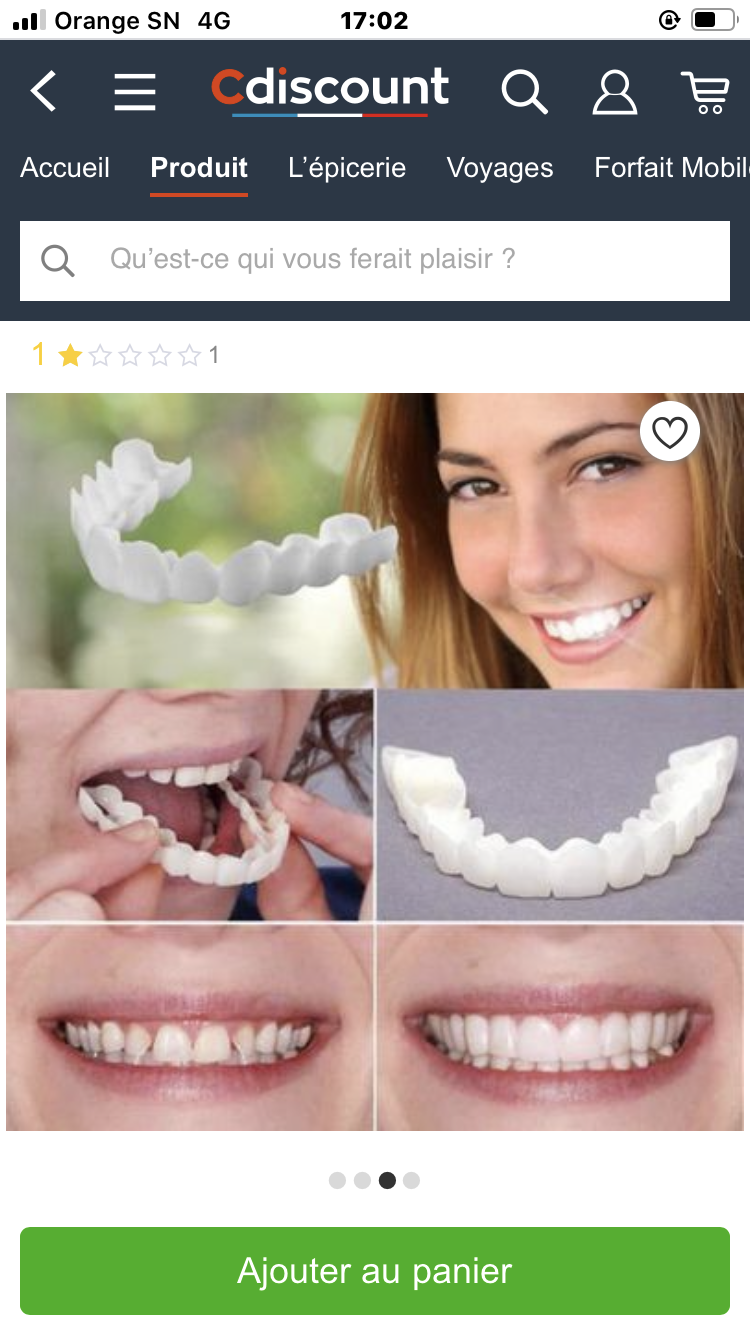 Orange SN 4G 17:02
Cdiscount
Accueil Produit L'épicerie Voyages Forfait Mobil
Qu'est-ce qui vous ferait plaisir ?
1 1
Ajouter au panier